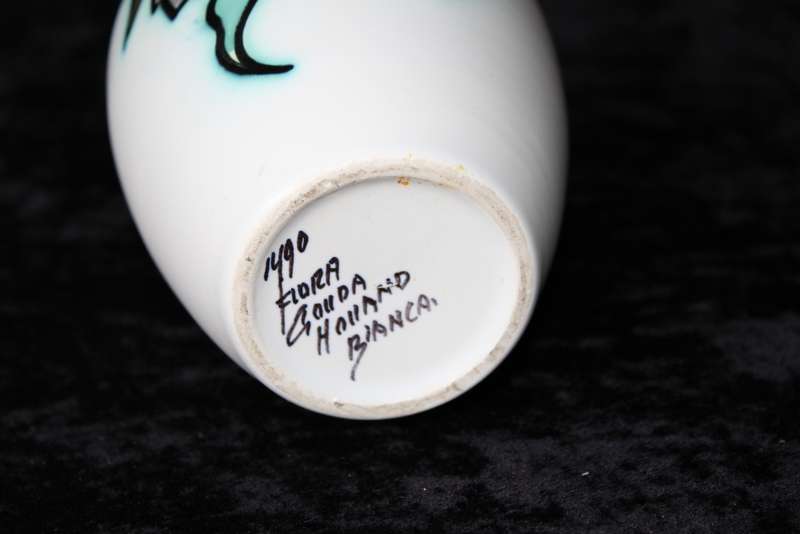 1490
FLORA
GOUDA
HOLLAND
BIANCA.